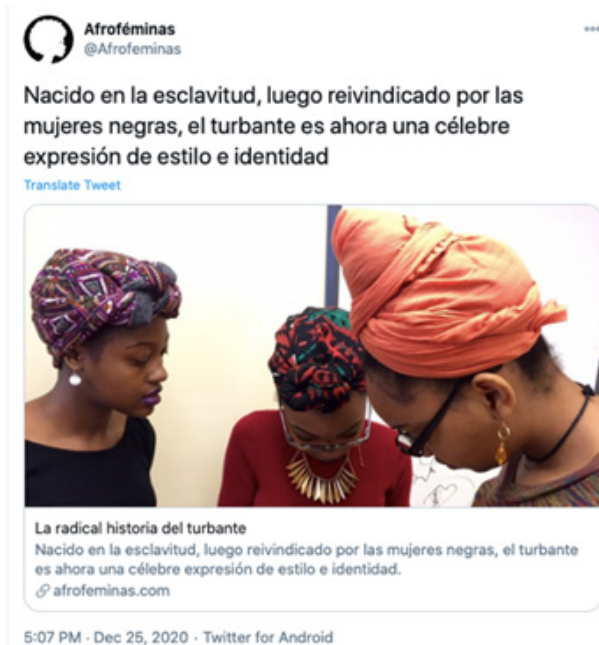 Afroféminas
@Afrofeminas
Nacido en la esclavitud, luego reivindicado por las
mujeres negras, el turbante es ahora una célebre
expresión de estilo e identidad
Translate Tweet
La radical historia del turbante
Nacido en la esclavitud, luego reivindicado por las mujeres negras, el turbante
es ahora una célebre expresión de estilo e identidad.
afrofeminas.com
5:07 PM · Dec 25, 2020 · Twitter for Android